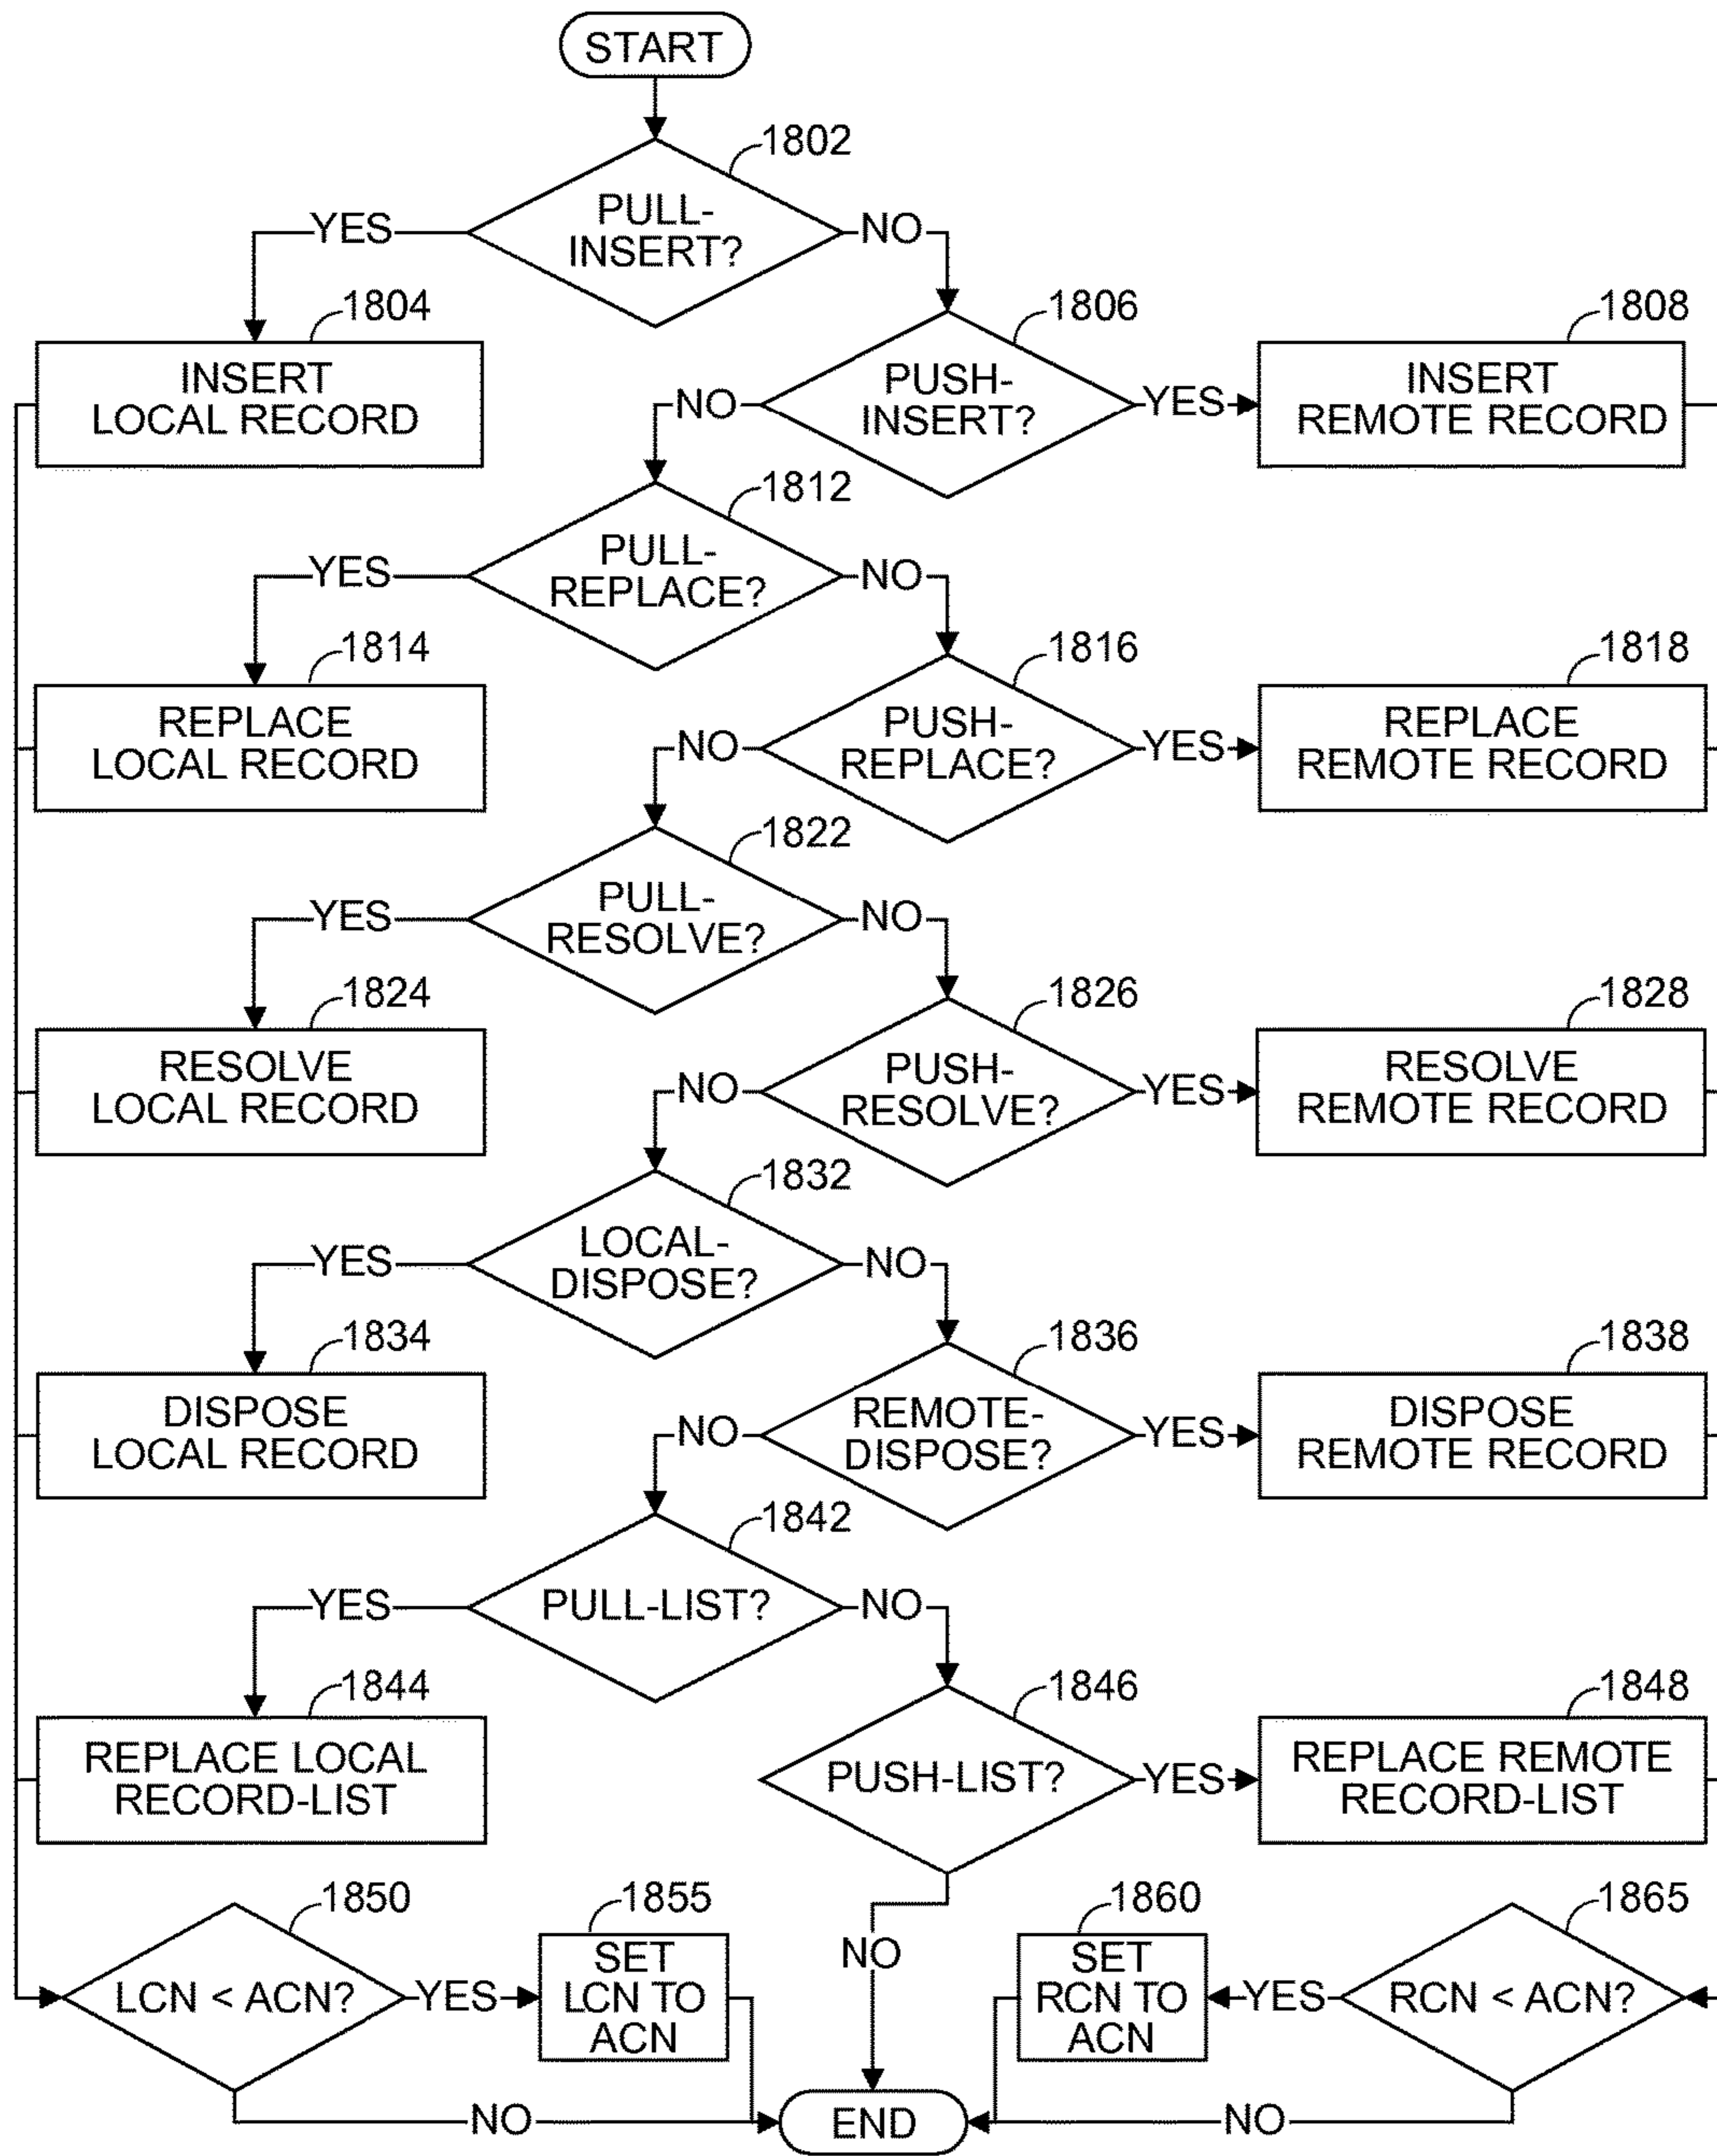 START
1802
PULL-
INSERT?
YES
NO
1804
INSERT
LOCAL RECORD
1806
PUSH-
INSERT?
NO
YES
1808
INSERT
REMOTE RECORD
1812
PULL-
REPLACE?
YES
NO
1814
REPLACE
LOCAL RECORD
1816
PUSH-
REPLACE?
NO
YES
1818
REPLACE
REMOTE RECORD
1822
PULL-
RESOLVE?
YES
NO
1824
RESOLVE
LOCAL RECORD
1826
PUSH-
RESOLVE?
NO
YES
1828
RESOLVE
REMOTE RECORD
1832
LOCAL-
DISPOSE?
YES
NO
1834
DISPOSE
LOCAL RECORD
1836
REMOTE-
DISPOSE?
NO
YES
1838
DISPOSE
REMOTE RECORD
1842
PULL-LIST?
YES
NO
1844
REPLACE LOCAL
RECORD-LIST
1846
PUSH-LIST?
YES
NO
1848
REPLACE REMOTE
RECORD-LIST
1850
LCN < ACN?
YES
NO
1855
SET
LCN TO
ACN
1860
SET
RCN TO
ACN
1865
RCN < ACN?
YES
NO
END